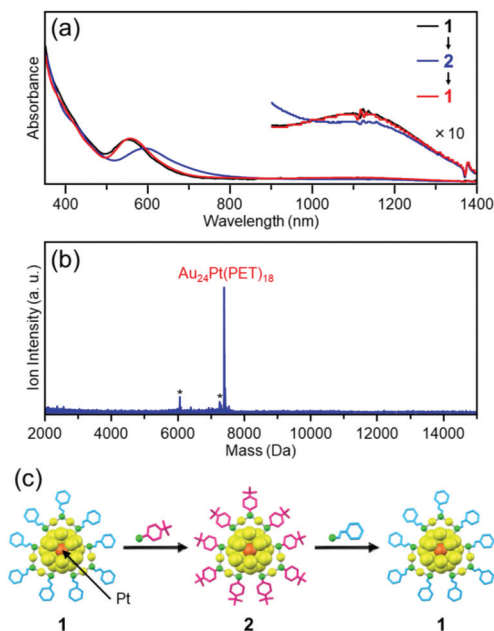 (a)
1
2
1
× 10
Absorbance
400 600 800 1000 1200 1400
Wavelength (nm)
(b)
Au24Pt(PET)18
Ion Intensity (a. u.)
* *
2000 4000 6000 8000 10000 12000 14000
Mass (Da)
(c)
Pt
1 2 1